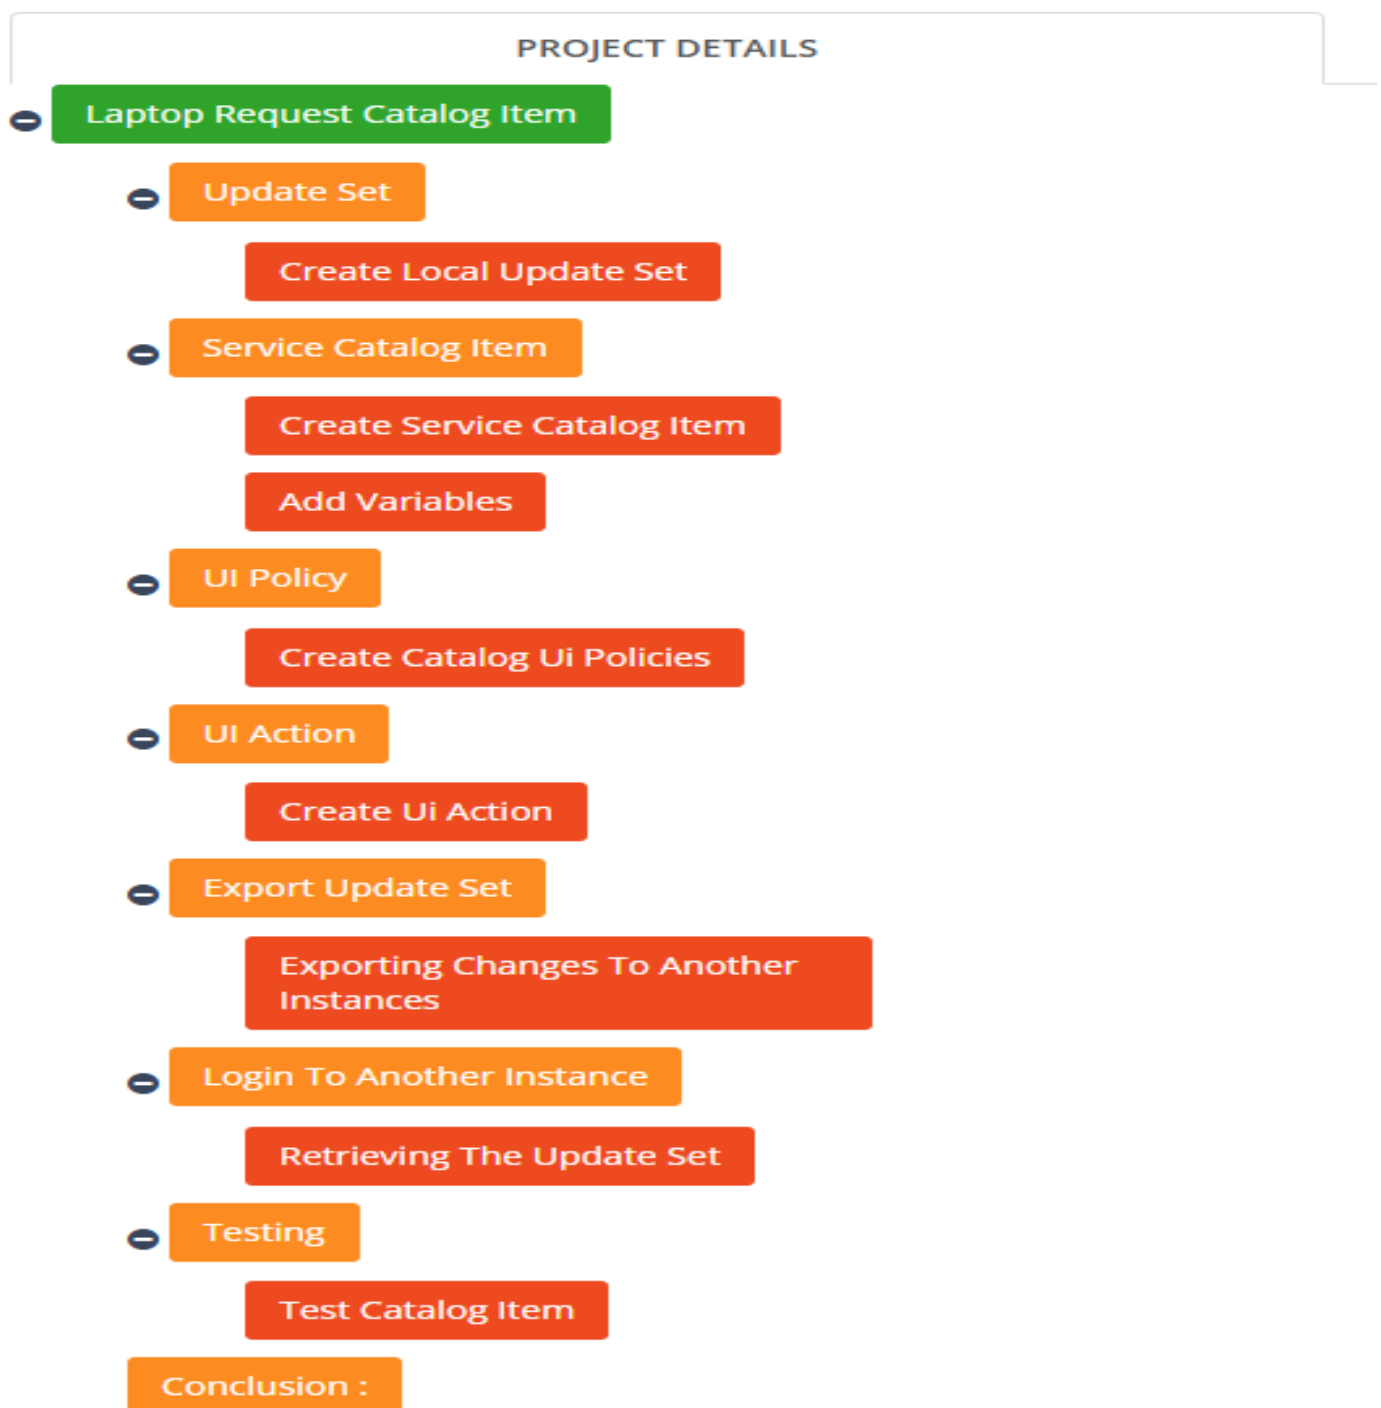 PROJECT DETAILS
Laptop Request Catalog Item
Update Set
Create Local Update Set
Service Catalog Item
Create Service Catalog Item
Add Variables
UI Policy
Create Catalog Ui Policies
UI Action
Create Ui Action
Export Update Set
Exporting Changes To Another
Instances
Login To Another Instance
Retrieving The Update Set
Testing
Test Catalog Item
Conclusion :